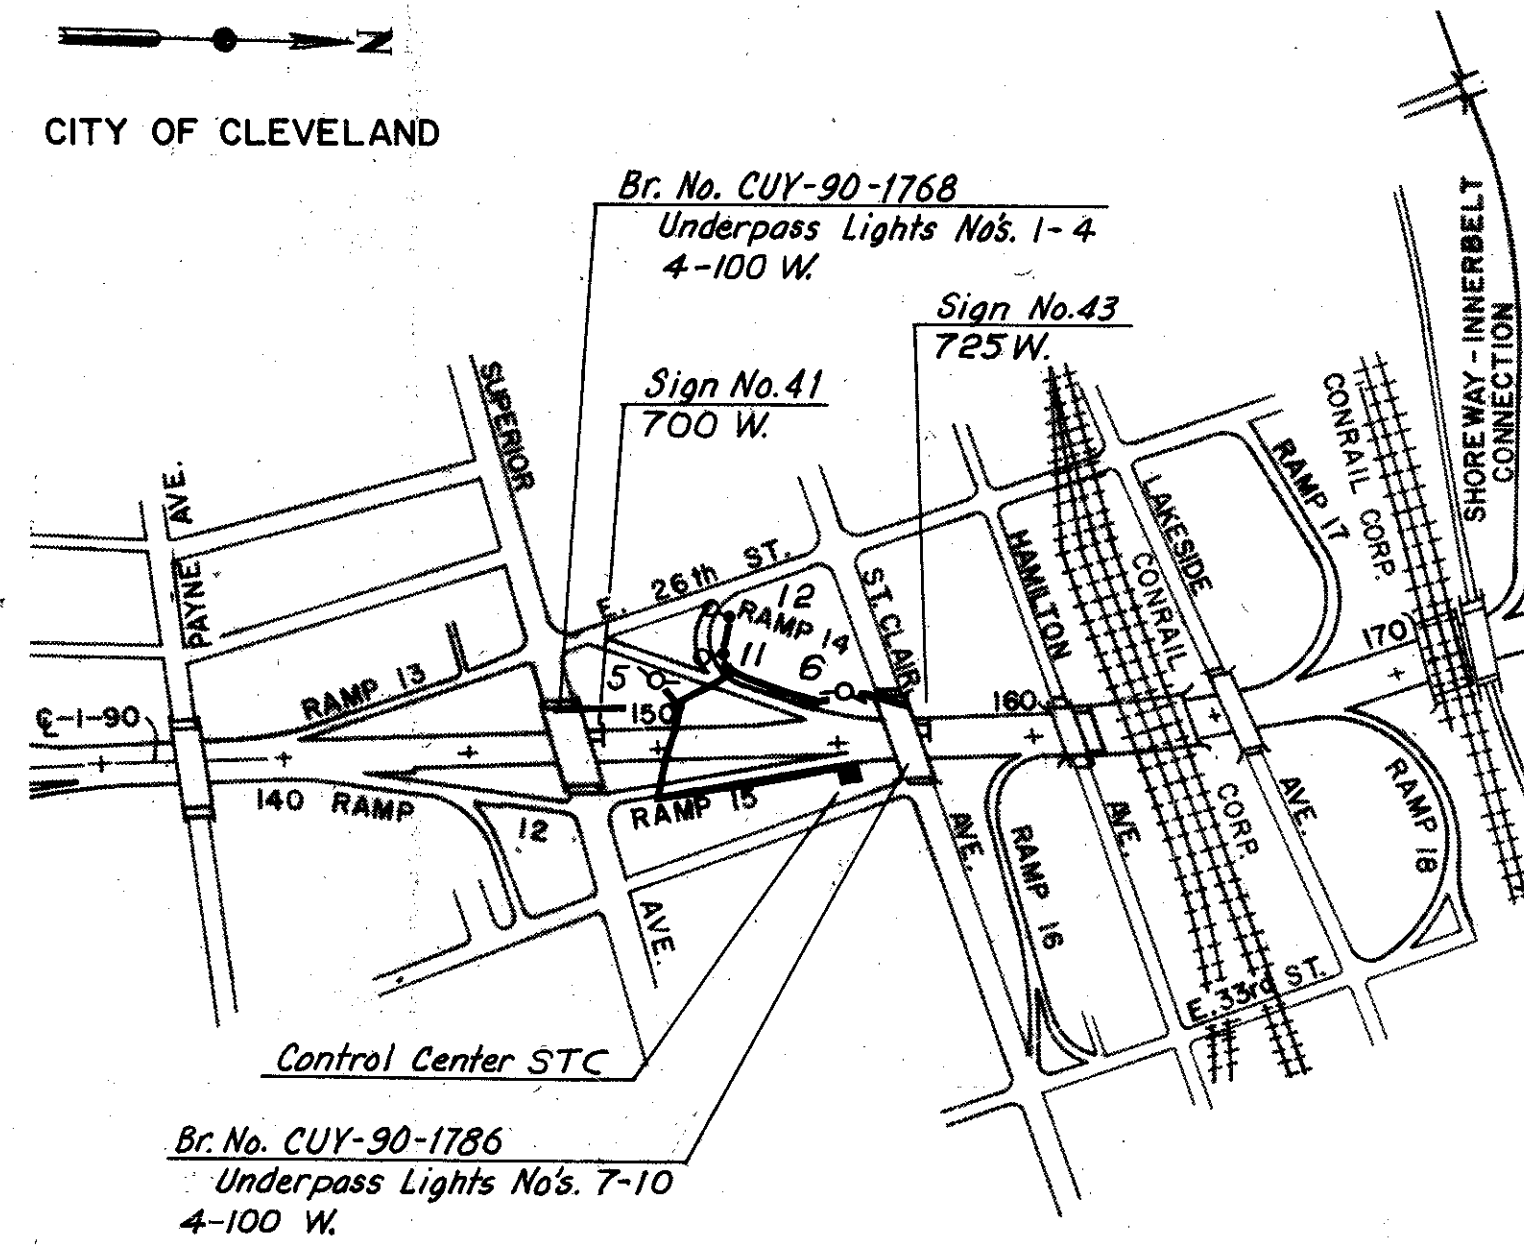 N
CITY OF CLEVELAND
Br. No. CUY-90-1768
Underpass Lights No's. 1-4
4-100 W.
Sign No. 43
725 W.
Sign No. 41
700 W.
SHOREWAY-INNERBELT
CONNECTION
SUPERIOR
AVE.
PAYNE AVE.
E. 26th ST.
12
RAMP 14
11
5
6
ST. CLAIR
AVE.
HAMILTON
AVE.
LAKESIDE
AVE.
CONRAIL
CORP.
CONRAIL CORP.
RAMP 17
170
160
150
RAMP 13
℄-1-90
140
RAMP
12
RAMP 15
RAMP 16
RAMP 18
E. 33rd ST.
Control Center STC
Br. No. CUY-90-1786
Underpass Lights No's. 7-10
4-100 W.